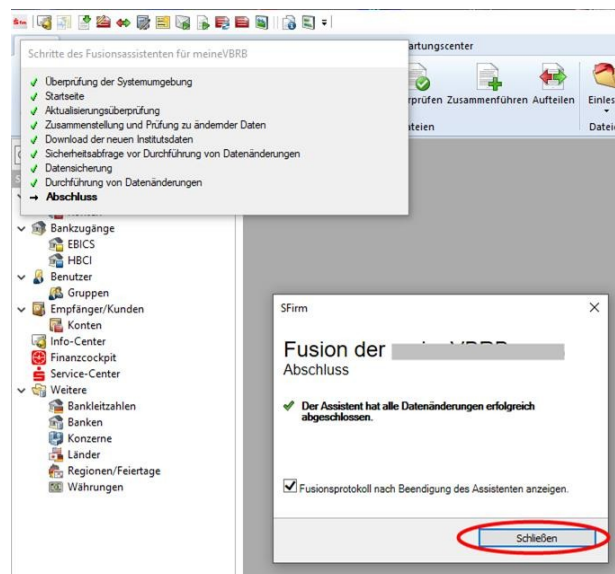 artungscenter
Schritte des Fusionsassistenten für meineVBRB
Überprüfung der Systemumgebung
Startseite
Aktualisierungsüberprüfung
Zusammenstellung und Prüfung zu ändernder Daten
Download der neuen Institutsdaten
Sicherheitsabfrage vor Durchführung von Datenänderungen
Datensicherung
Durchführung von Datenänderungen
→ Abschluss
rprüfen Zusammenführen Aufteilen Einles
ateien Datei
Bankzugänge
EBICS
HBCI
Benutzer
Gruppen
Empfänger/Kunden
Konten
Info-Center
Finanzcockpit
Service-Center
Weitere
Bankleitzahlen
Banken
Konzerne
Länder
Regionen/Feiertage
Währungen
SFirm
Fusion der
Abschluss
Der Assistent hat alle Datenänderungen erfolgreich
abgeschlossen.
Fusionsprotokoll nach Beendigung des Assistenten anzeigen.
Schließen